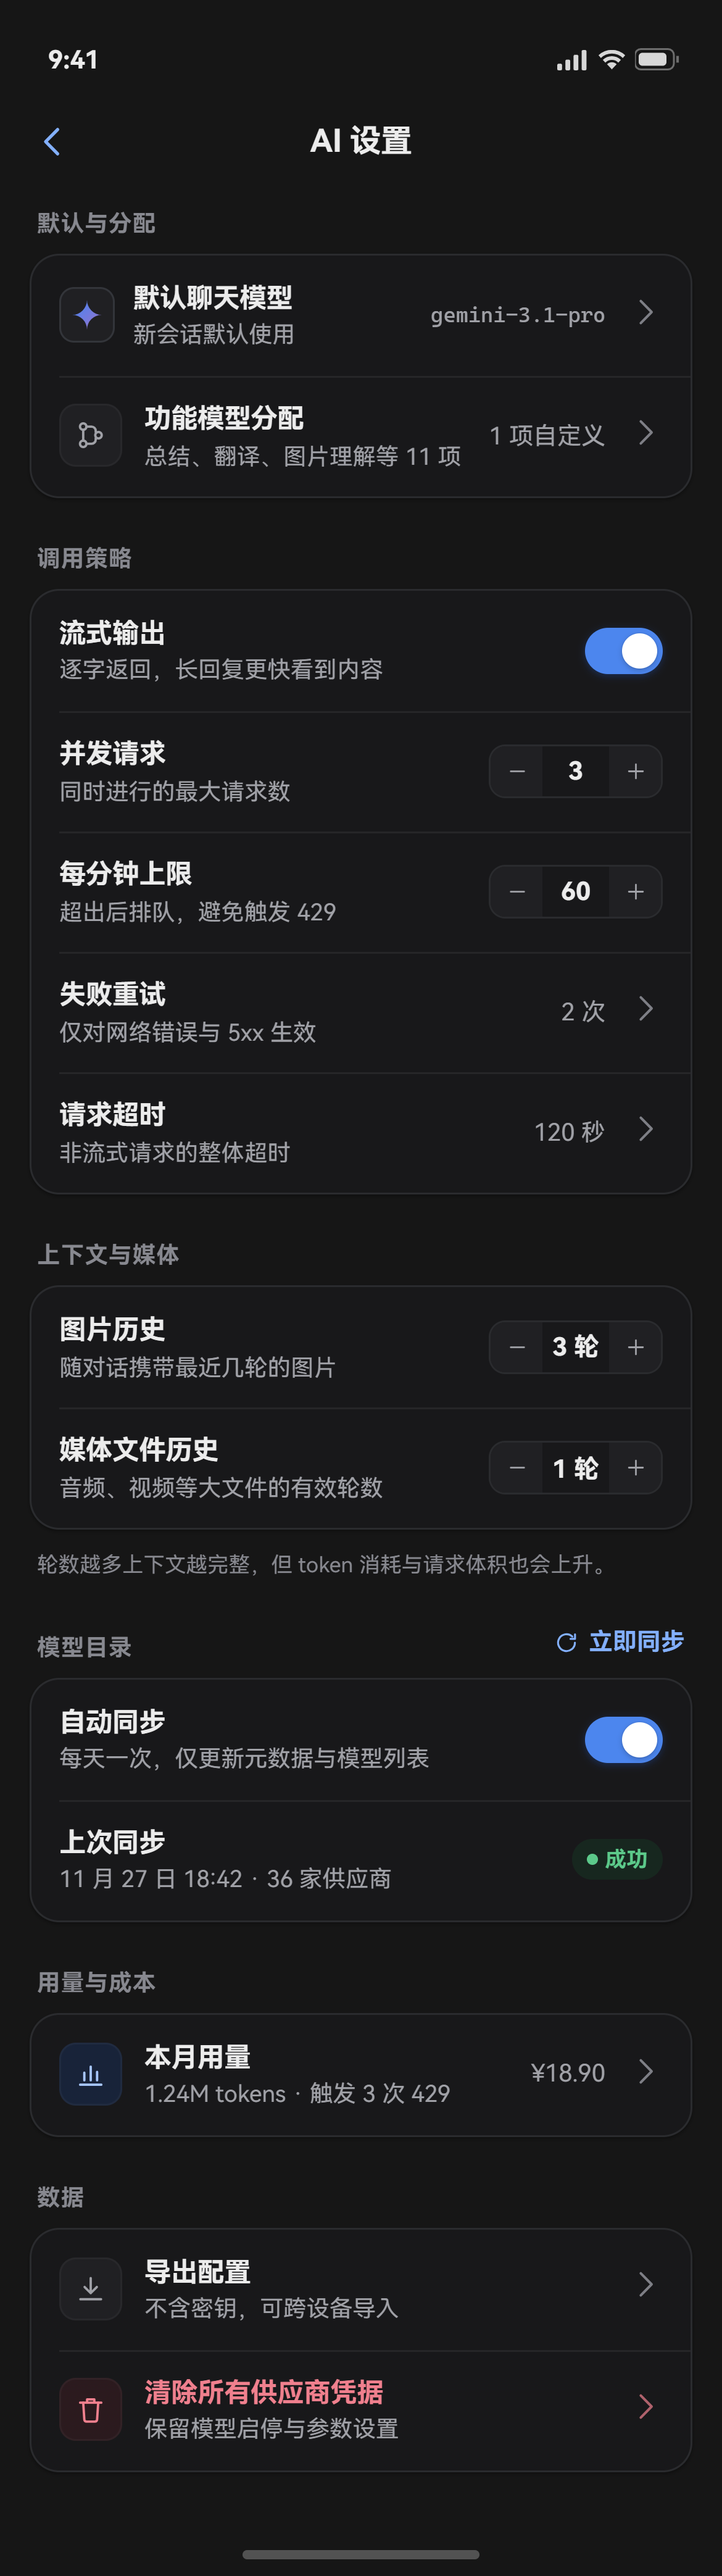 9:41
AI 设置
默认与分配
默认聊天模型
新会话默认使用
gemini-3.1-pro
功能模型分配
总结、翻译、图片理解等 11 项
1 项自定义
调用策略
流式输出
逐字返回，长回复更快看到内容
并发请求
同时进行的最大请求数
− 3 +
每分钟上限
超出后排队，避免触发 429
− 60 +
失败重试
仅对网络错误与 5xx 生效
2 次
请求超时
非流式请求的整体超时
120 秒
上下文与媒体
图片历史
随对话携带最近几轮的图片
− 3 轮 +
媒体文件历史
音频、视频等大文件的有效轮数
− 1 轮 +
轮数越多上下文越完整，但 token 消耗与请求体积也会上升。
模型目录
立即同步
自动同步
每天一次，仅更新元数据与模型列表
上次同步
11 月 27 日 18:42 · 36 家供应商
成功
用量与成本
本月用量
1.24M tokens · 触发 3 次 429
¥18.90
数据
导出配置
不含密钥，可跨设备导入
清除所有供应商凭据
保留模型启停与参数设置